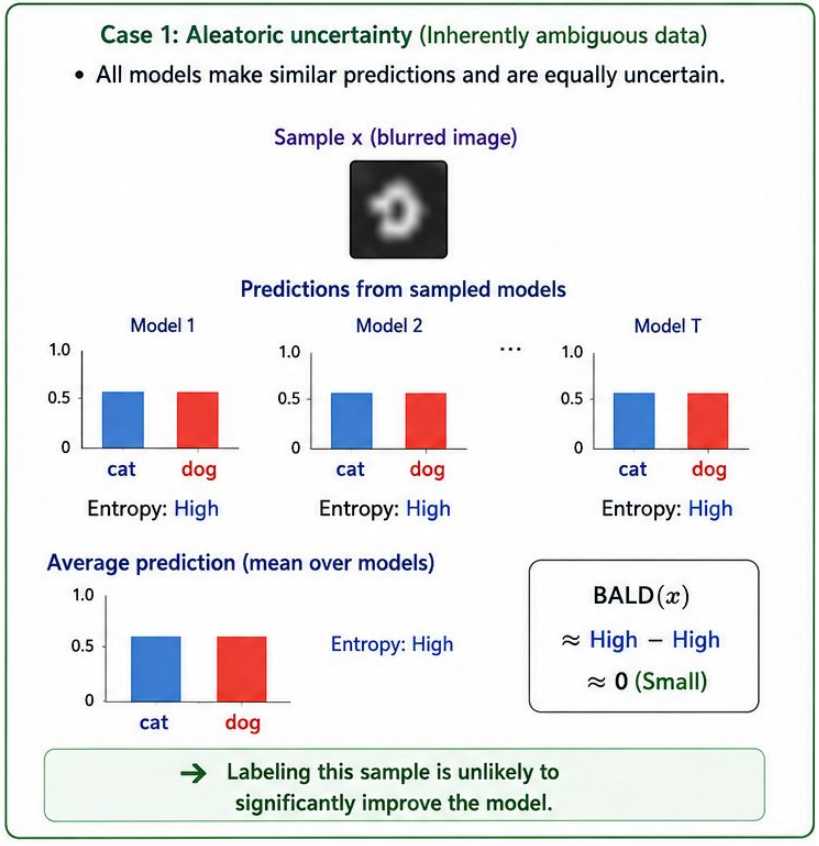 Case 1: Aleatoric uncertainty (Inherently ambiguous data)
• All models make similar predictions and are equally uncertain.
Sample x (blurred image)
Predictions from sampled models
Model 1
1.0
0.5
0
cat dog
Entropy: High
Model 2
1.0
0.5
0
cat dog
Entropy: High
...
Model T
1.0
0.5
0
cat dog
Entropy: High
Average prediction (mean over models)
1.0
0.5
0
cat dog
Entropy: High
BALD(x)
≈ High − High
≈ 0 (Small)
→ Labeling this sample is unlikely to
significantly improve the model.